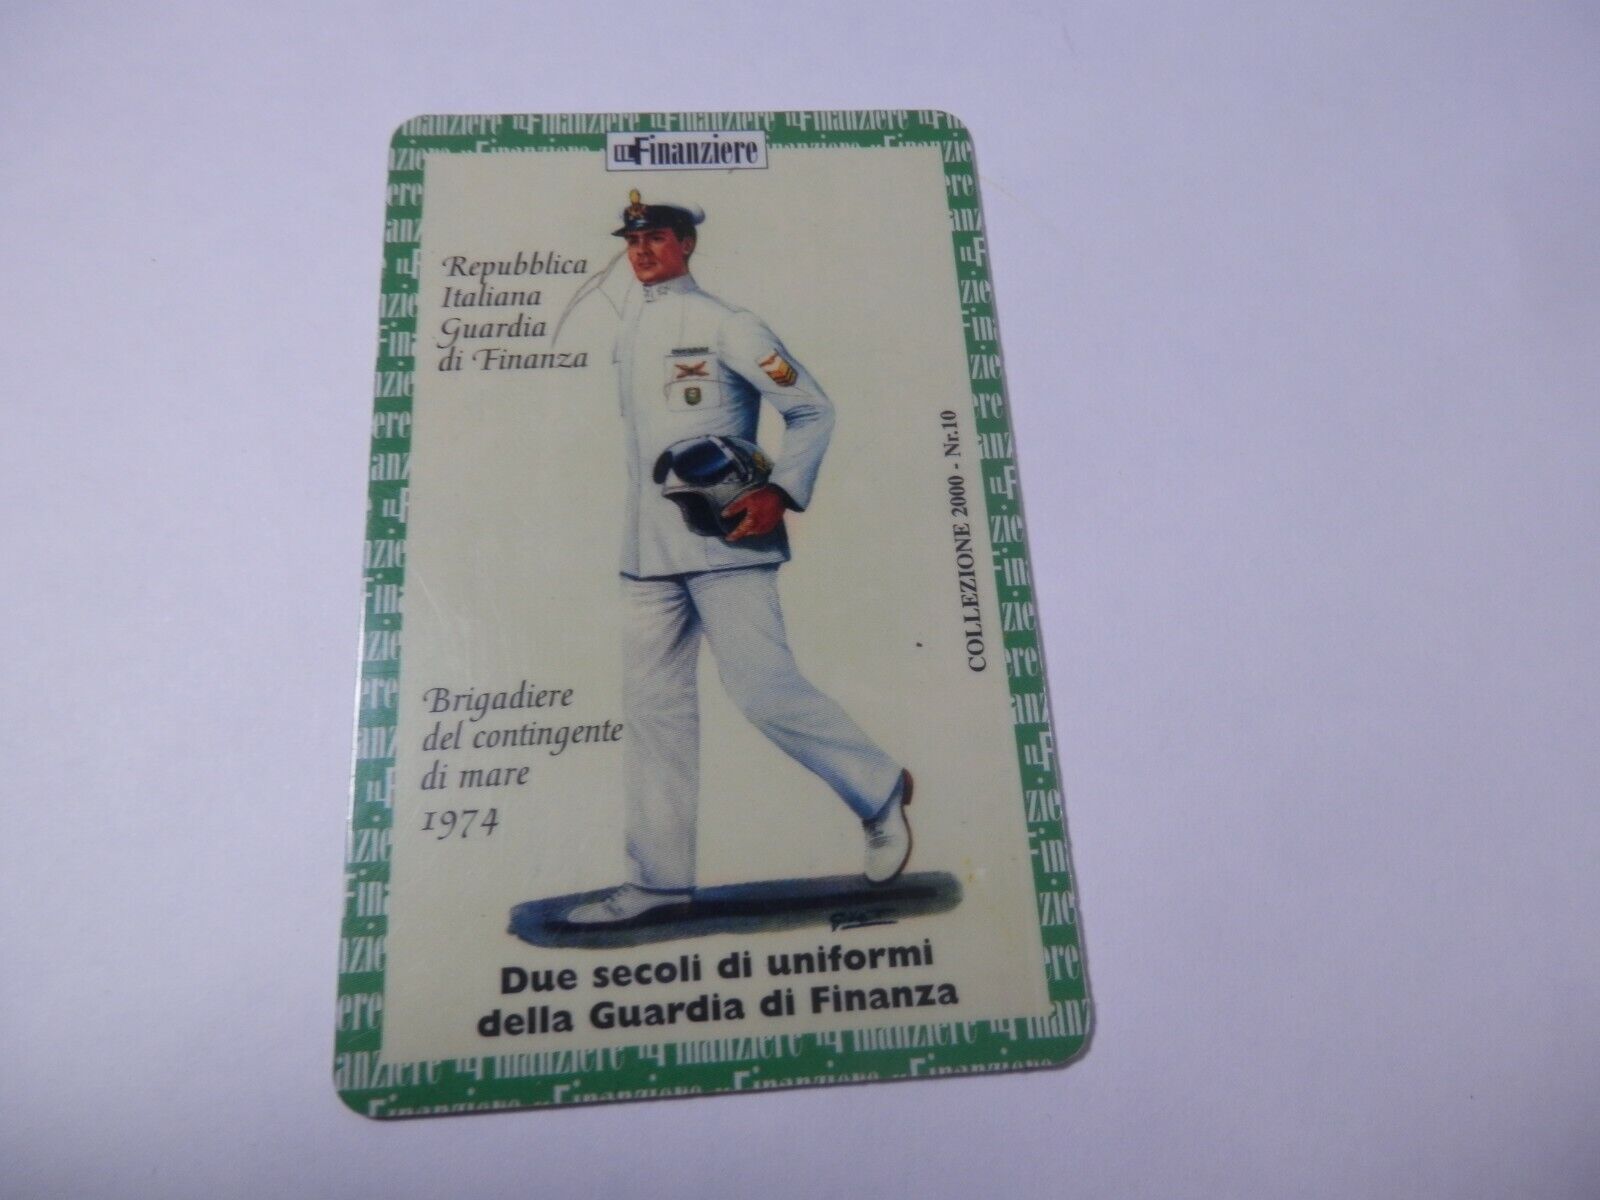 IL Finanziere
Repubblica
Italiana
Guardia
di Finanza
COLLEZIONE 2000 - Nr.10
Brigadiere
del contingente
di mare
1974
Due secoli di uniformi
della Guardia di Finanza